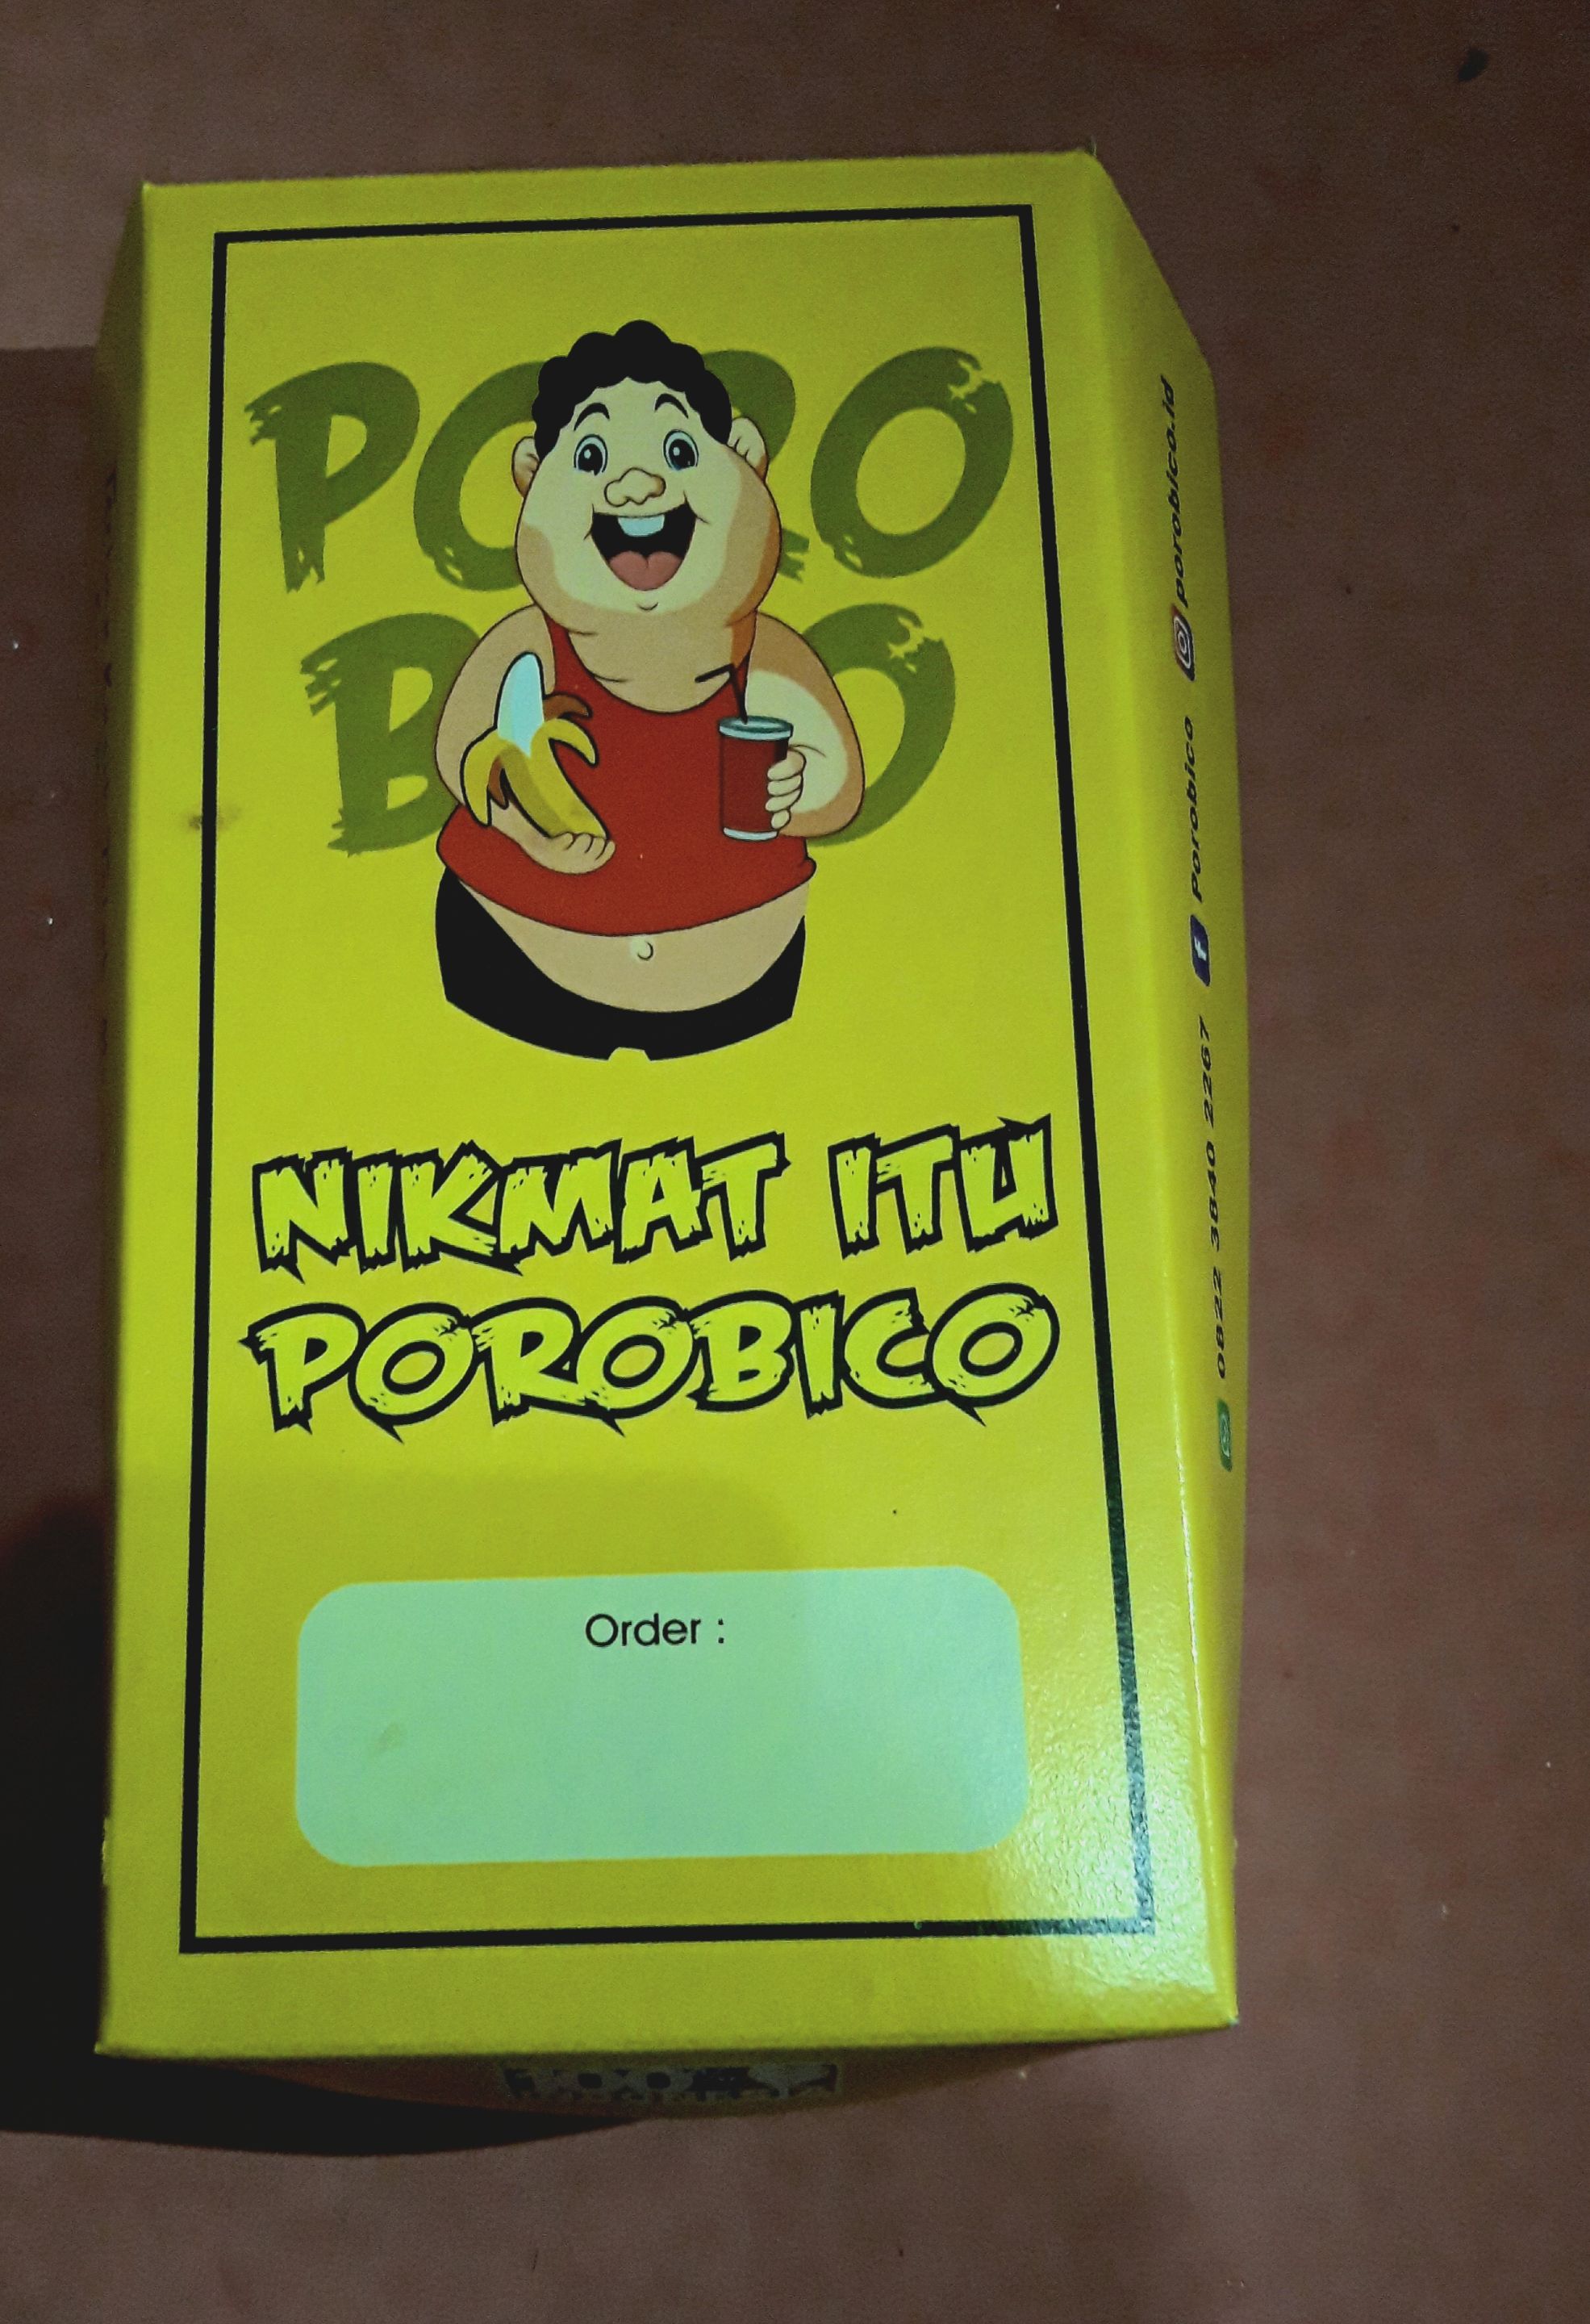 PORO
BICO
NIKMAT ITU
POROBICO
Order :
0822 3840 2267 Porobico porobico.id